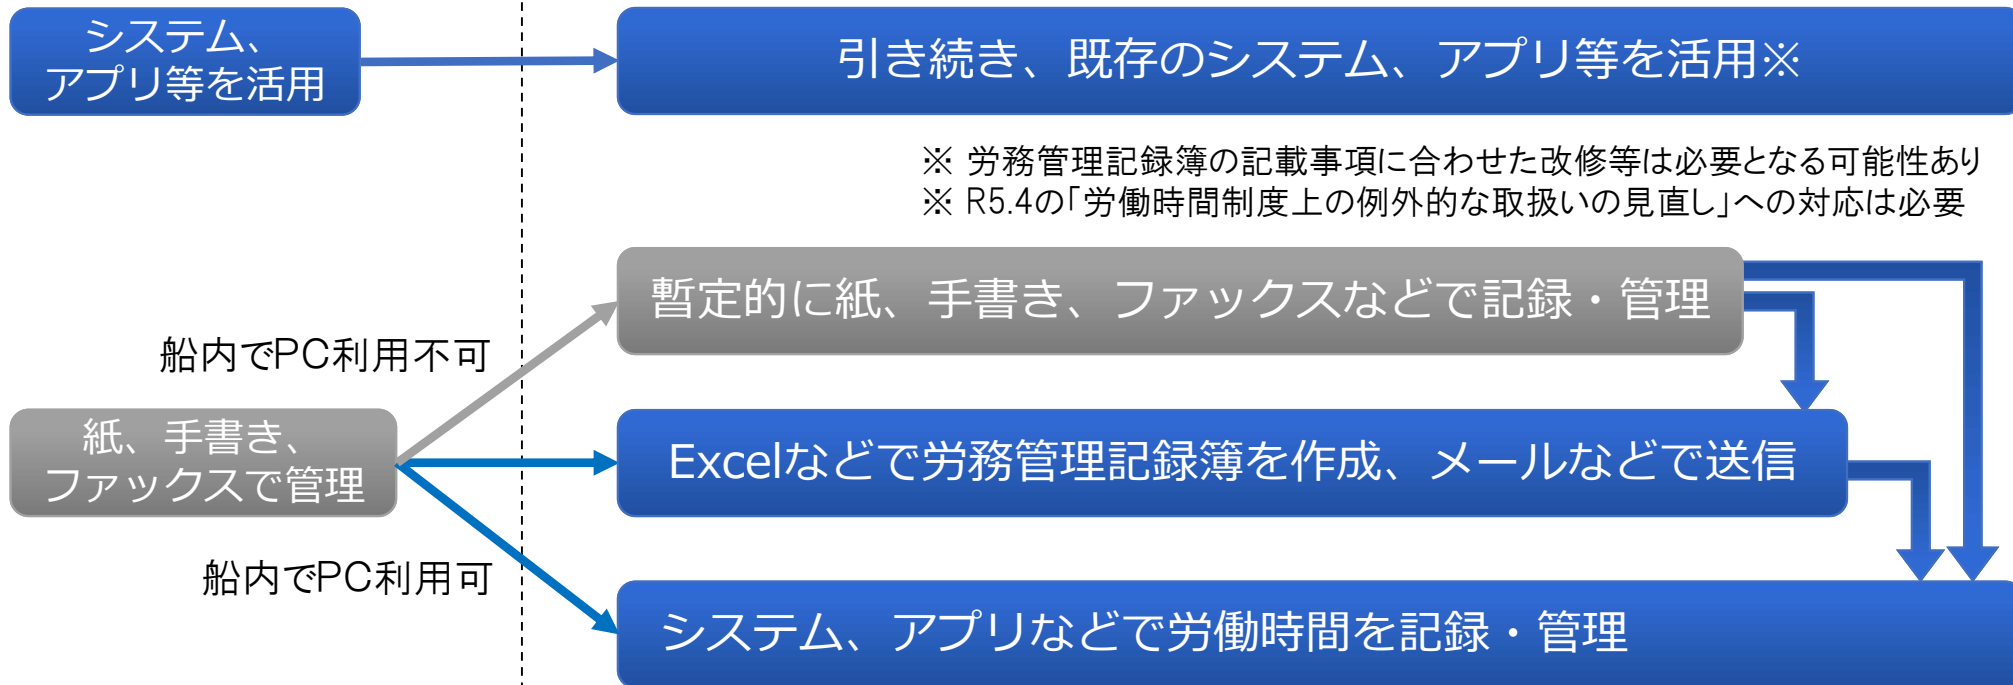 システム、
アプリ等を活用
引き続き、既存のシステム、アプリ等を活用※
※ 労務管理記録簿の記載事項に合わせた改修等は必要となる可能性あり
※ R5.4の「労働時間制度上の例外的な取扱いの見直し」への対応は必要
暫定的に紙、手書き、ファックスなどで記録・管理
船内でPC利用不可
紙、手書き、
ファックスで管理
Excelなどで労務管理記録簿を作成、メールなどで送信
船内でPC利用可
システム、アプリなどで労働時間を記録・管理